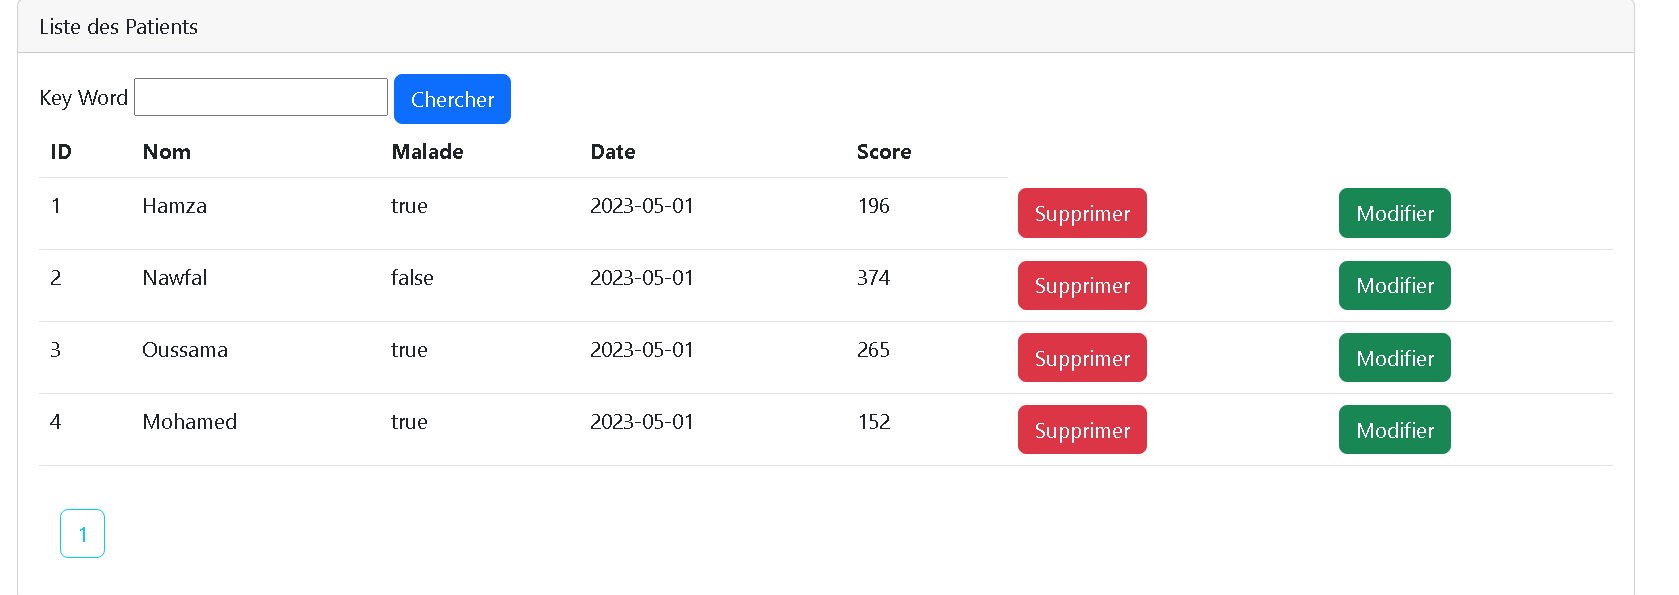 Liste des Patients
Key Word Chercher
ID Nom Malade Date Score
1 Hamza true 2023-05-01 196 Supprimer Modifier
2 Nawfal false 2023-05-01 374 Supprimer Modifier
3 Oussama true 2023-05-01 265 Supprimer Modifier
4 Mohamed true 2023-05-01 152 Supprimer Modifier
1